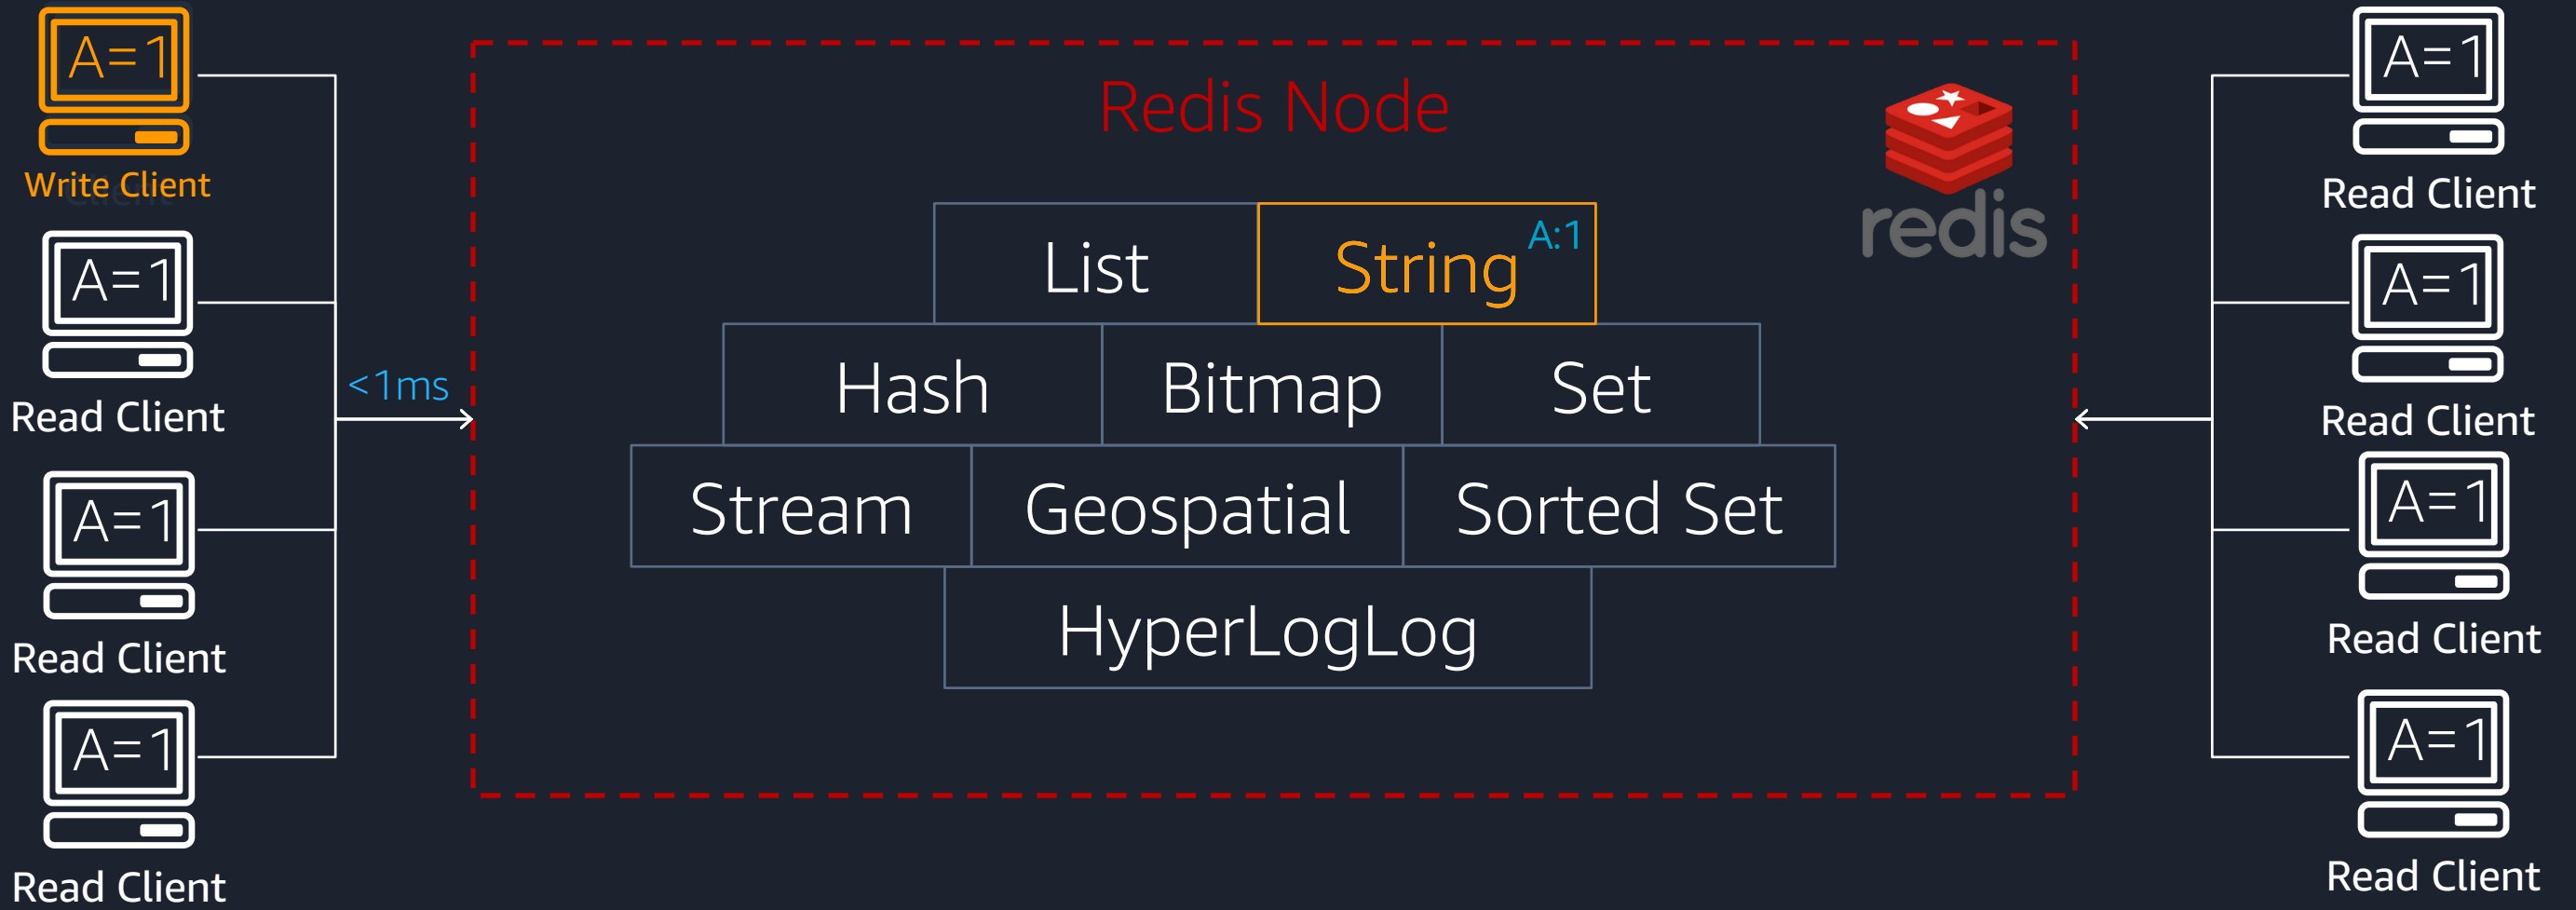 A=1
Write Client
A=1
Read Client
A=1
Read Client
A=1
Read Client
<1ms
Redis Node
redis
List
String
A:1
Hash
Bitmap
Set
Stream
Geospatial
Sorted Set
HyperLogLog
A=1
Read Client
A=1
Read Client
A=1
Read Client
A=1
Read Client